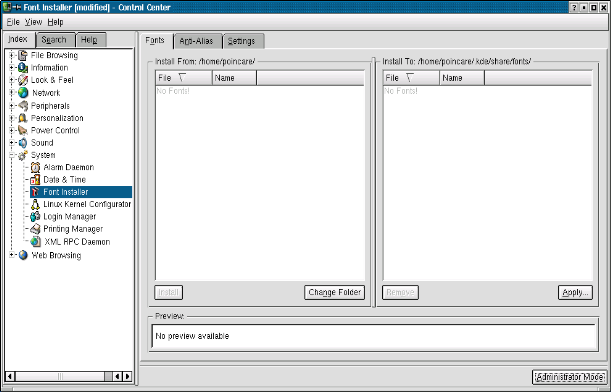 Font Installer [modified] - Control Center
File View Help
Index Search Help
File Browsing
Information
Look & Feel
Network
Peripherals
Personalization
Power Control
Sound
System
Alarm Daemon
Date & Time
Font Installer
Linux Kernel Configurator
Login Manager
Printing Manager
XML RPC Daemon
Web Browsing
Fonts Anti-Alias Settings
Install From: /home/poincare/
File Name
No Fonts!
Install Change Folder
Install To: /home/poincare/.kde/share/fonts/
File Name
No Fonts!
Remove Apply...
Preview:
No preview available
Administrator Mode